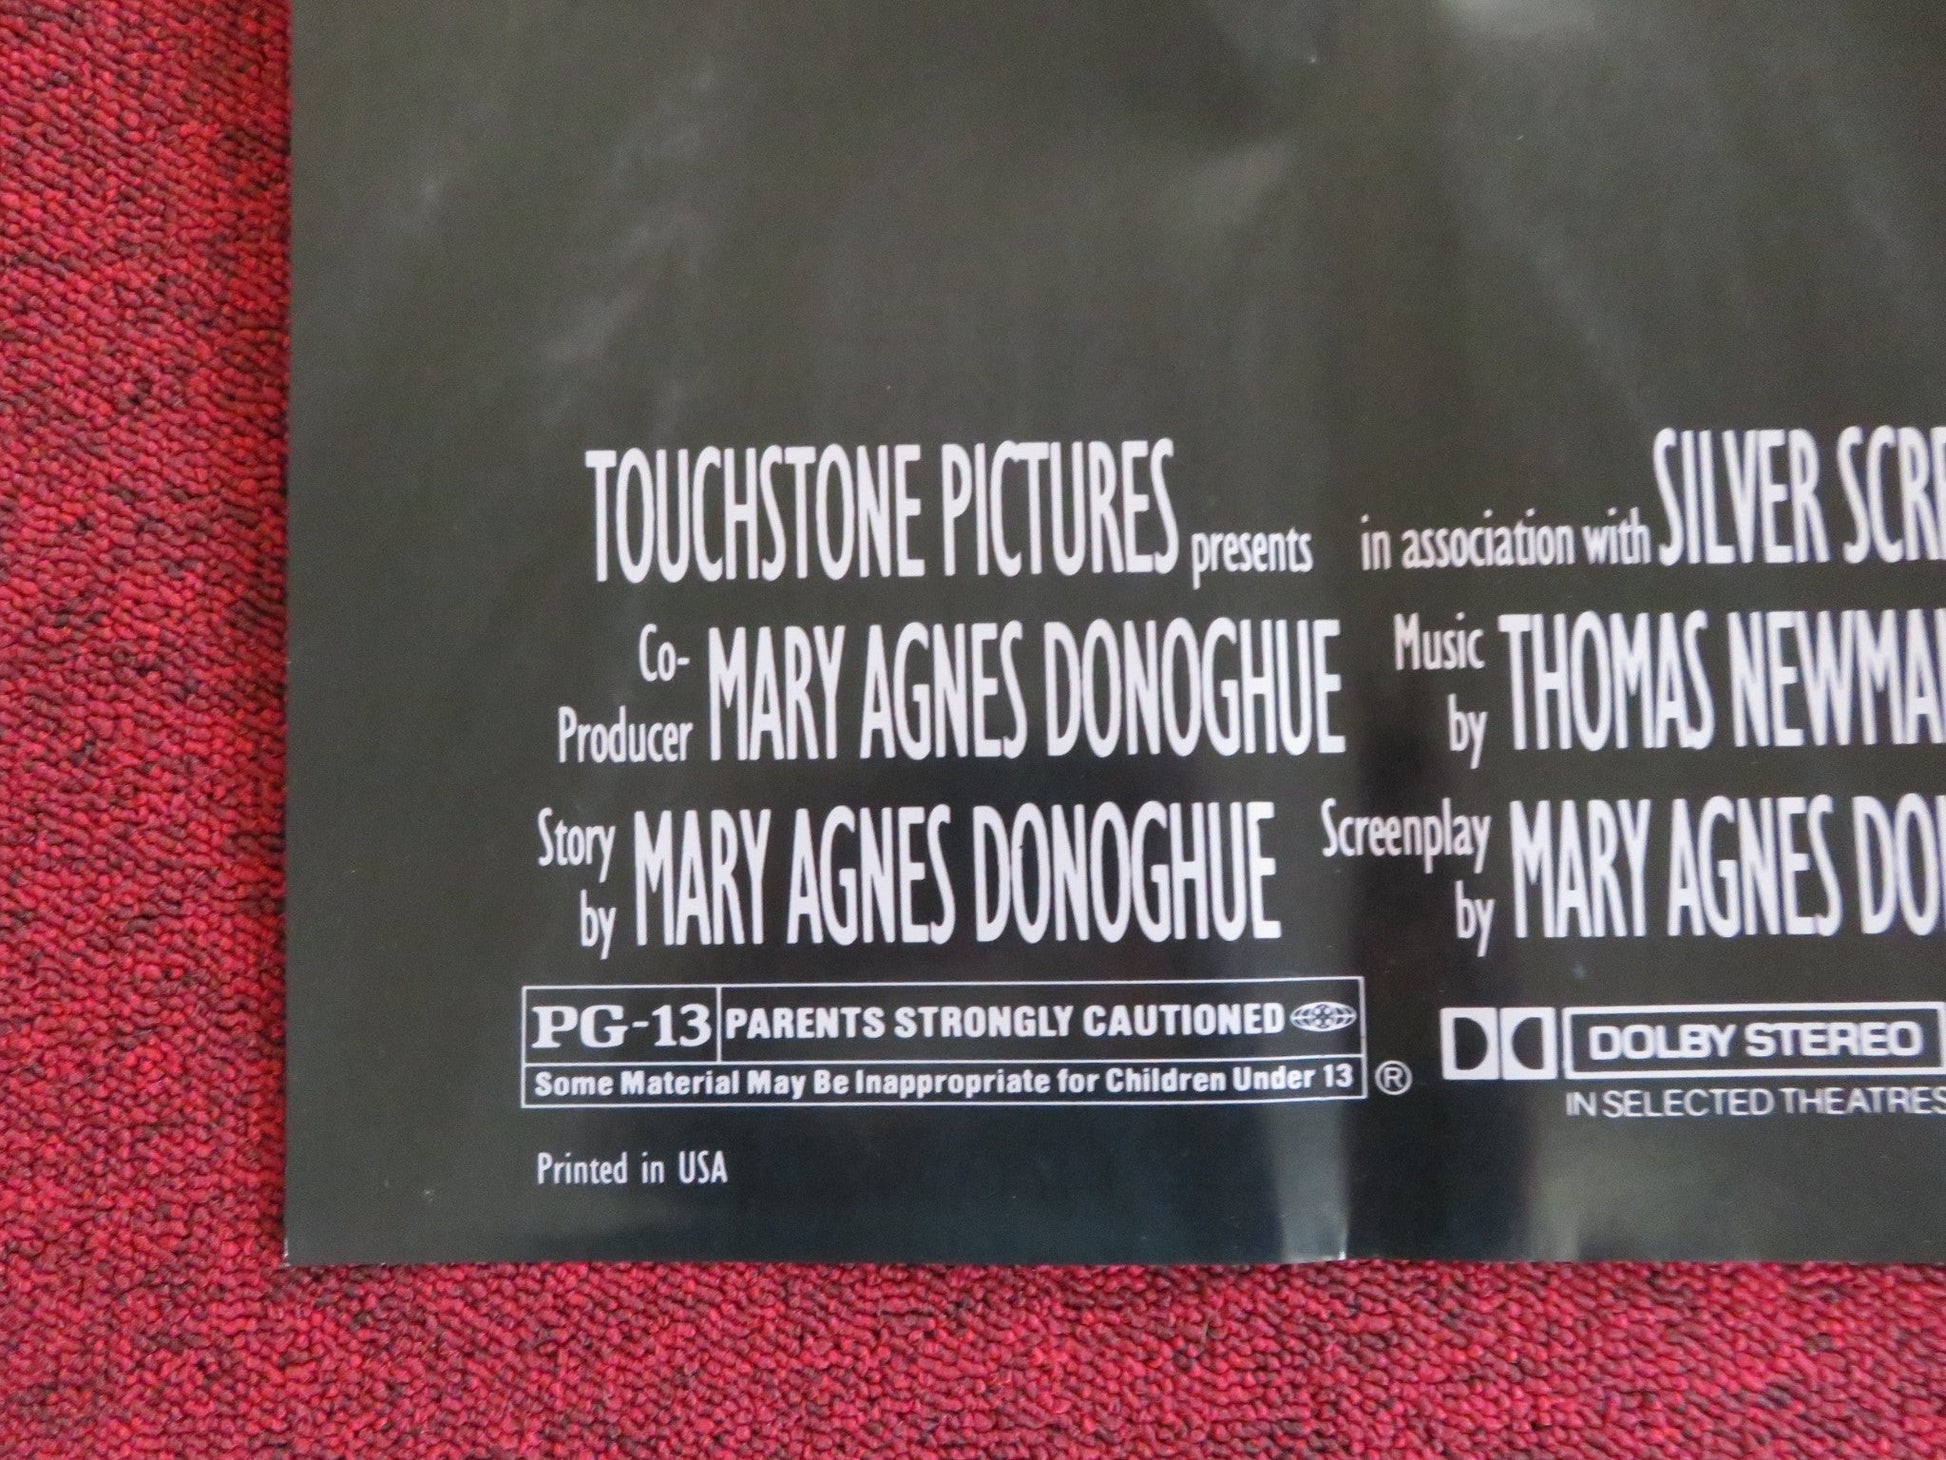 TOUCHSTONE PICTURES presents in association with SILVER SCRE
Co-Producer MARY AGNES DONOGHUE Music by THOMAS NEWMA
Story by MARY AGNES DONOGHUE Screenplay by MARY AGNES DO
PG-13 PARENTS STRONGLY CAUTIONED
Some Material May Be Inappropriate for Children Under 13 ®
DOLBY STEREO
IN SELECTED THEATRES
Printed in USA